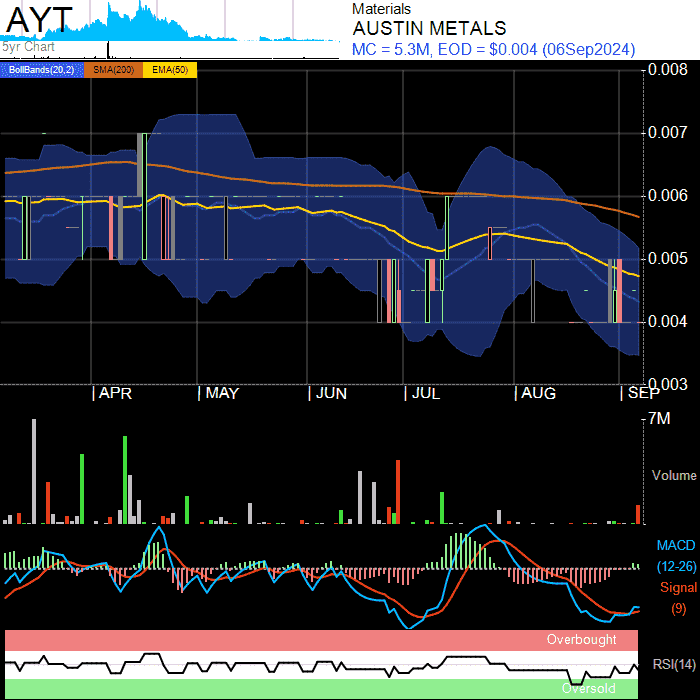 AYT
5yr Chart
Materials
AUSTIN METALS
MC = 5.3M, EOD = $0.004 (06Sep2024)
BollBands(20,2) SMA(200) EMA(50)
0.008
0.007
0.006
0.005
0.004
0.003
APR MAY JUN JUL AUG SEP
7M
Volume
MACD
(12-26)
Signal
(9)
Overbought
RSI(14)
Oversold